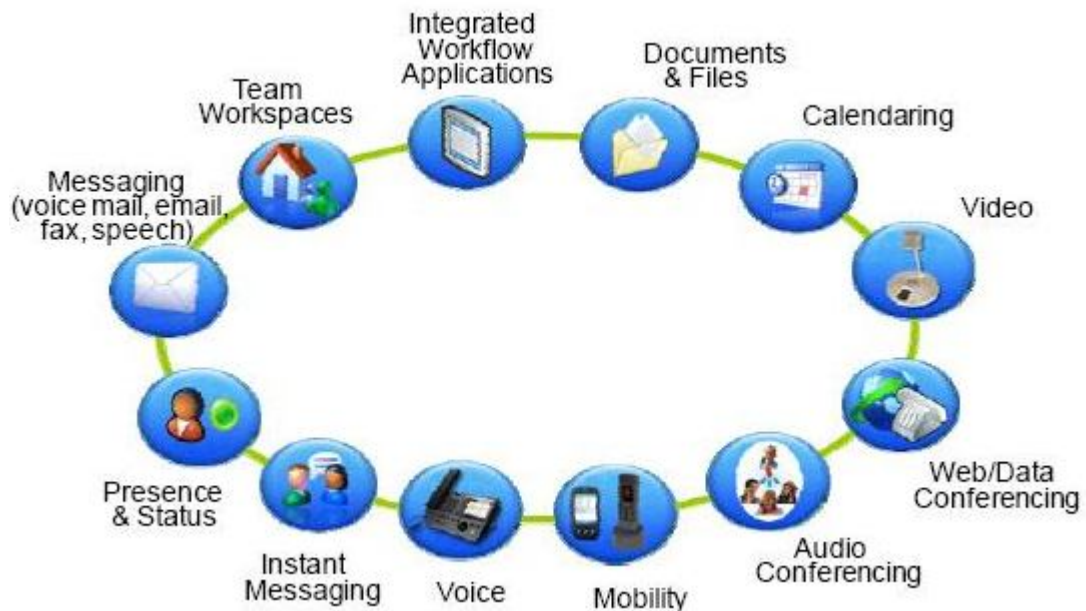 Integrated
Workflow
Applications
Documents
& Files
Team
Workspaces
Calendaring
Messaging
(voice mail, email,
fax, speech)
Video
Presence
& Status
Web/Data
Conferencing
Instant
Messaging
Voice
Mobility
Audio
Conferencing